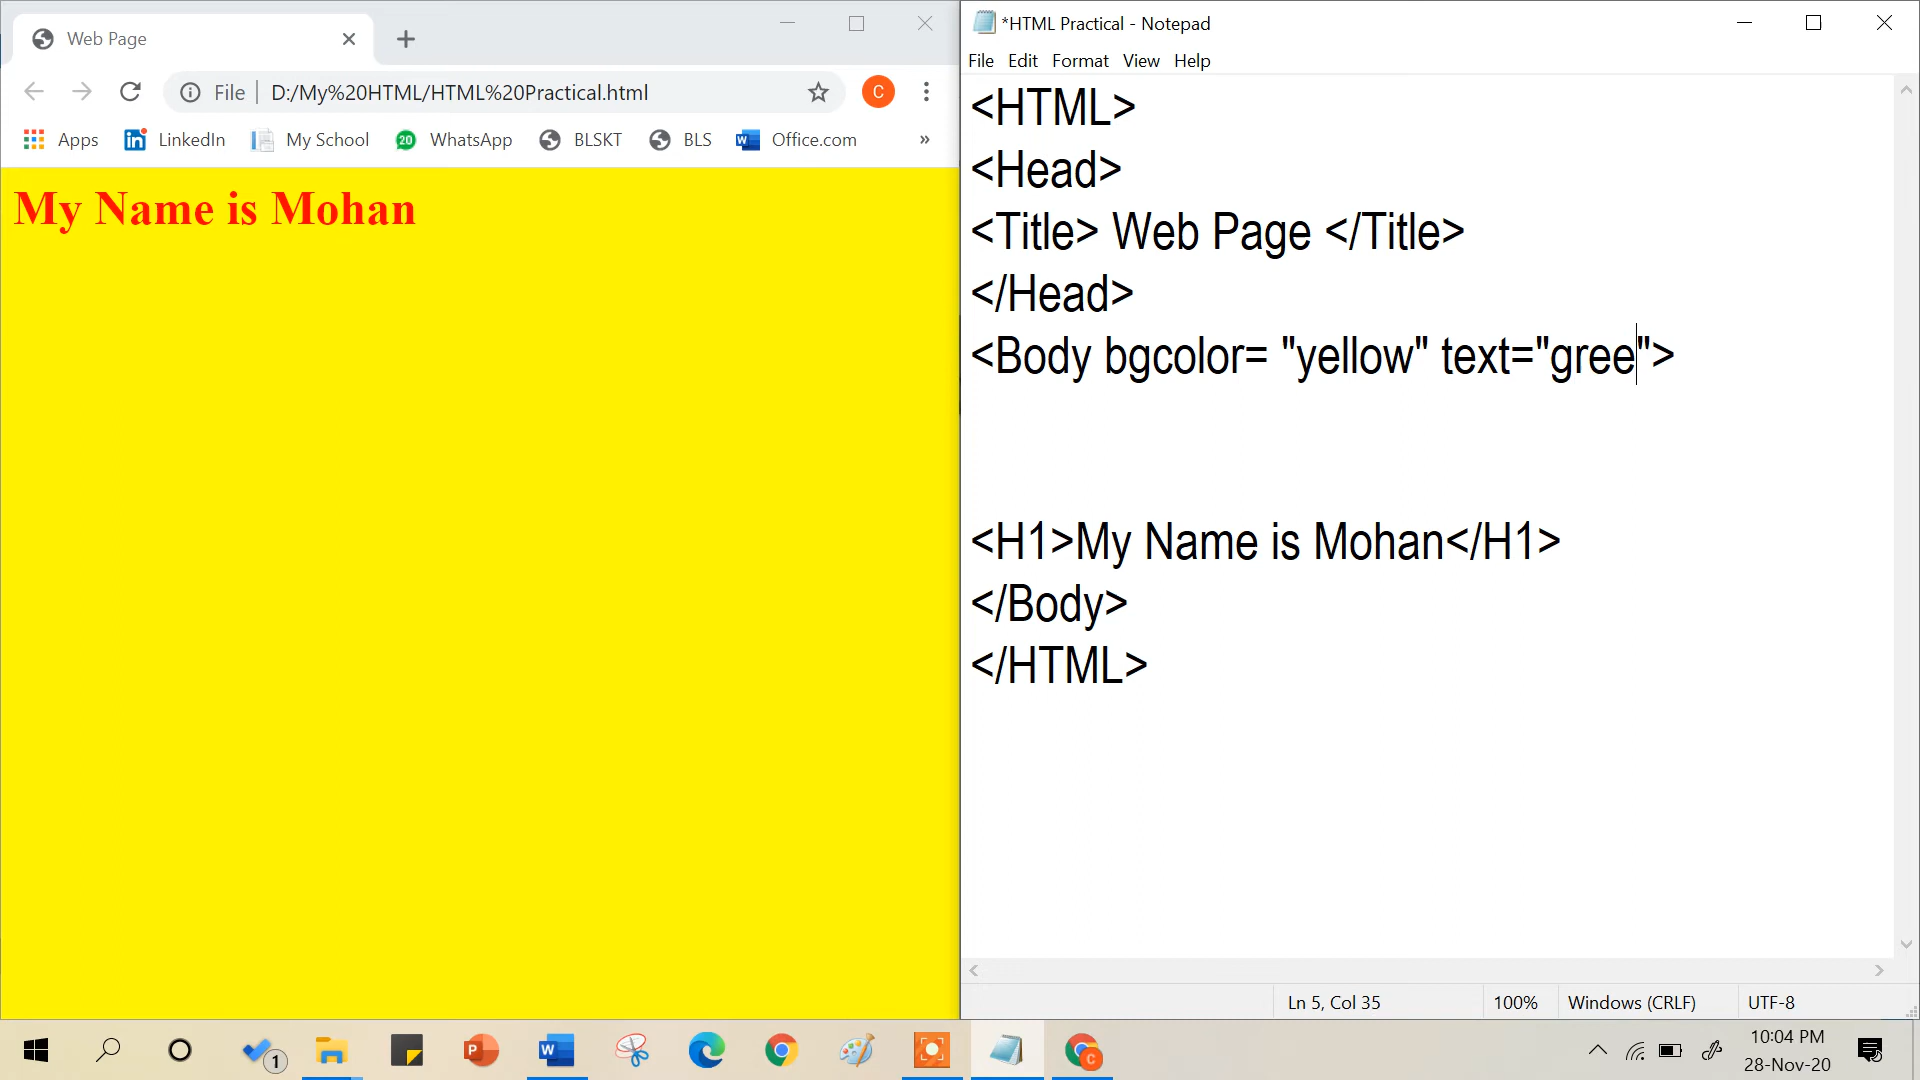 Web Page
File D:/My%20HTML/HTML%20Practical.html C
Apps LinkedIn My School 20 WhatsApp BLSKT BLS Office.com »
My Name is Mohan
*HTML Practical - Notepad
File Edit Format View Help
<HTML>
<Head>
<Title> Web Page </Title>
</Head>
<Body bgcolor= "yellow" text="gree">
<H1>My Name is Mohan</H1>
</Body>
</HTML>
Ln 5, Col 35 100% Windows (CRLF) UTF-8
1
10:04 PM
28-Nov-20